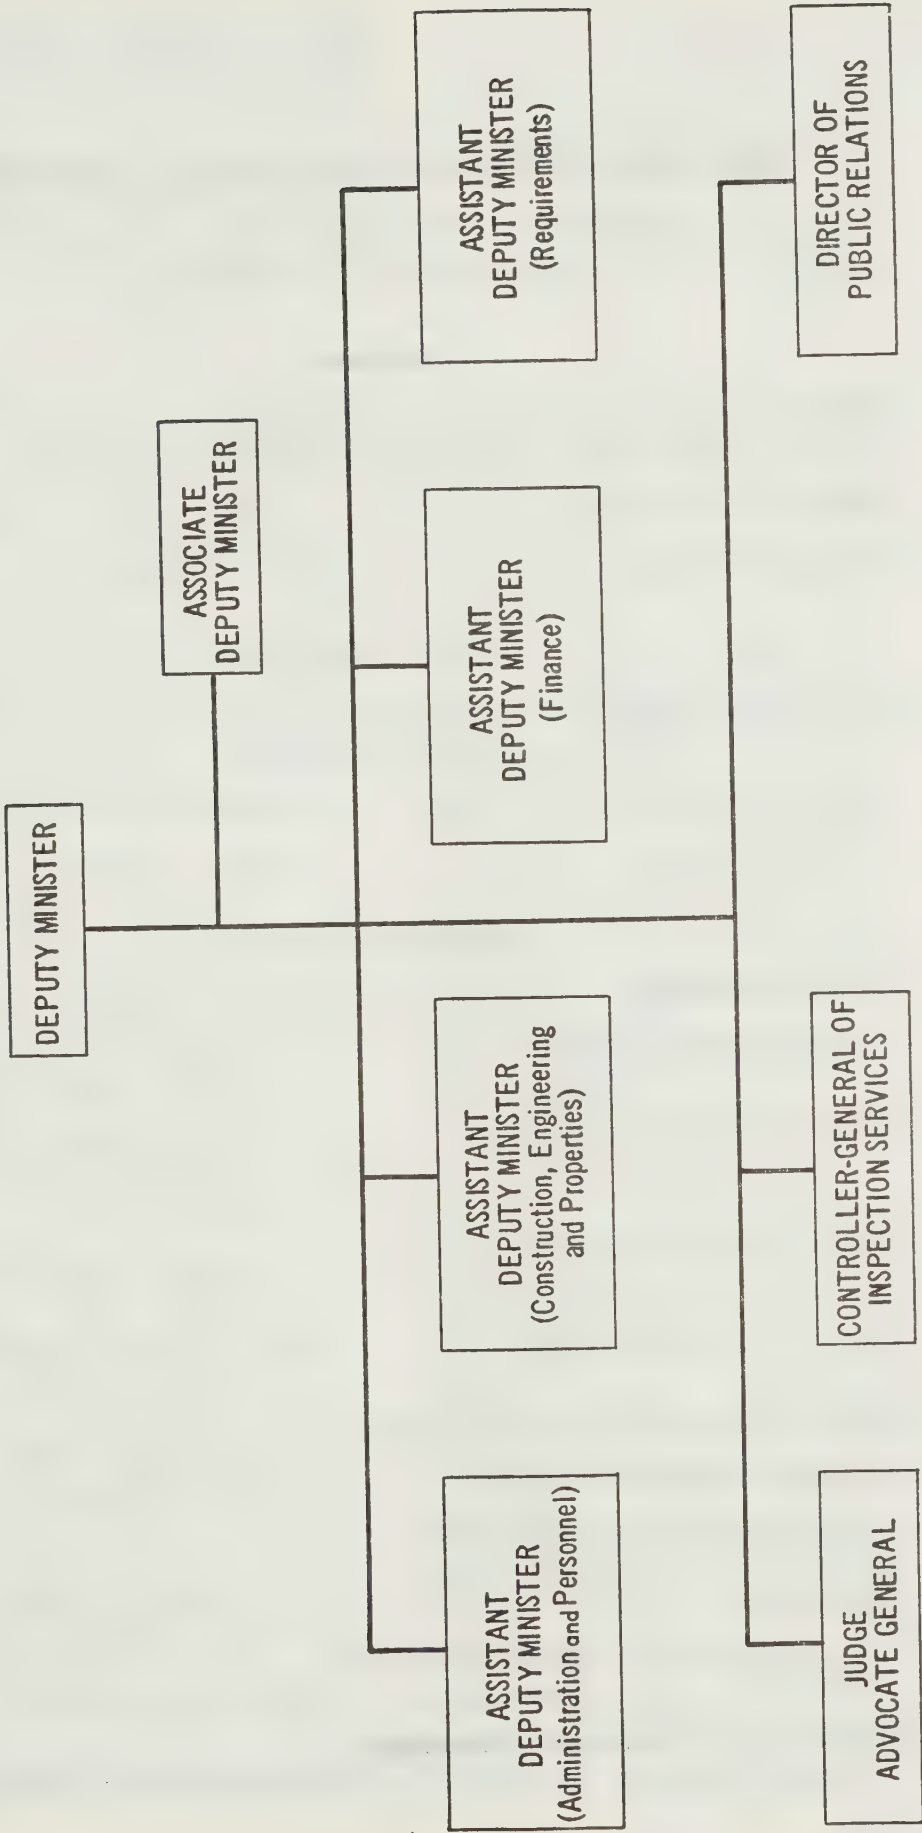 DEPUTY MINISTER
ASSOCIATE
DEPUTY MINISTER
ASSISTANT
DEPUTY MINISTER
(Administration and Personnel)
ASSISTANT
DEPUTY MINISTER
(Construction, Engineering
and Properties)
ASSISTANT
DEPUTY MINISTER
(Finance)
ASSISTANT
DEPUTY MINISTER
(Requirements)
JUDGE
ADVOCATE GENERAL
CONTROLLER-GENERAL OF
INSPECTION SERVICES
DIRECTOR OF
PUBLIC RELATIONS